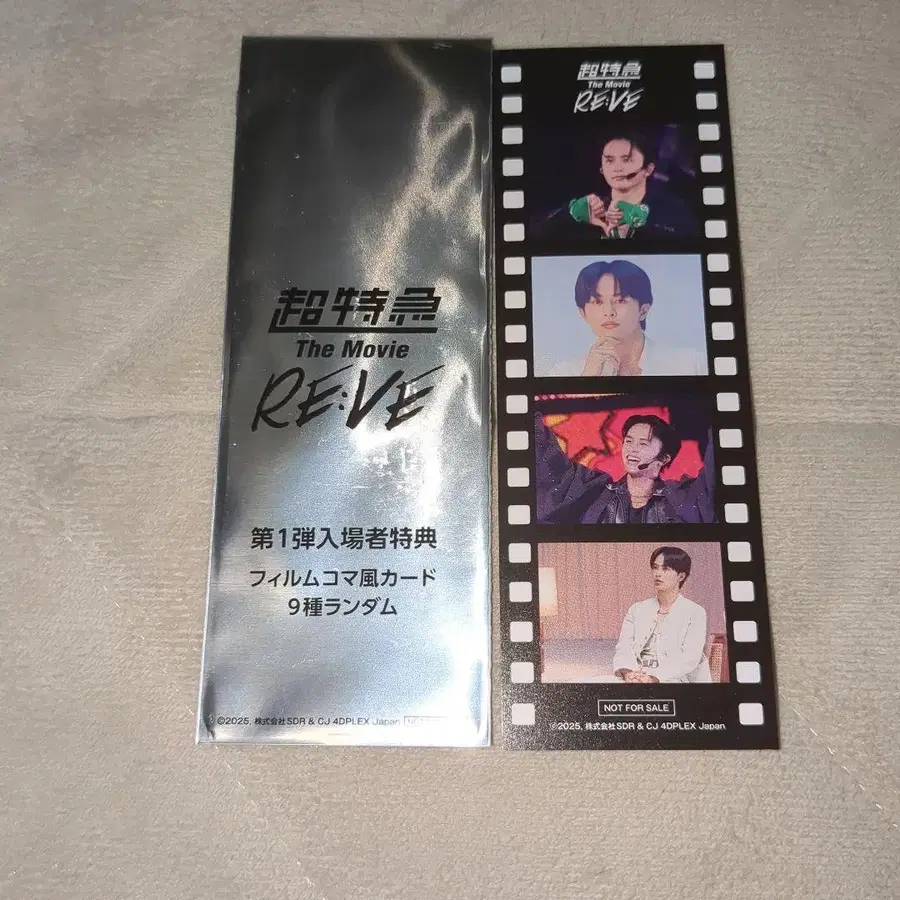 超特急
The Movie
RE:VE
第1弾入場者特典
フィルムコマ風カード
9種ランダム
©2025, 株式会社SDR & CJ 4DPLEX Japan
超特急
The Movie
RE:VE
NOT FOR SALE
©2025, 株式会社SDR & CJ 4DPLEX Japan